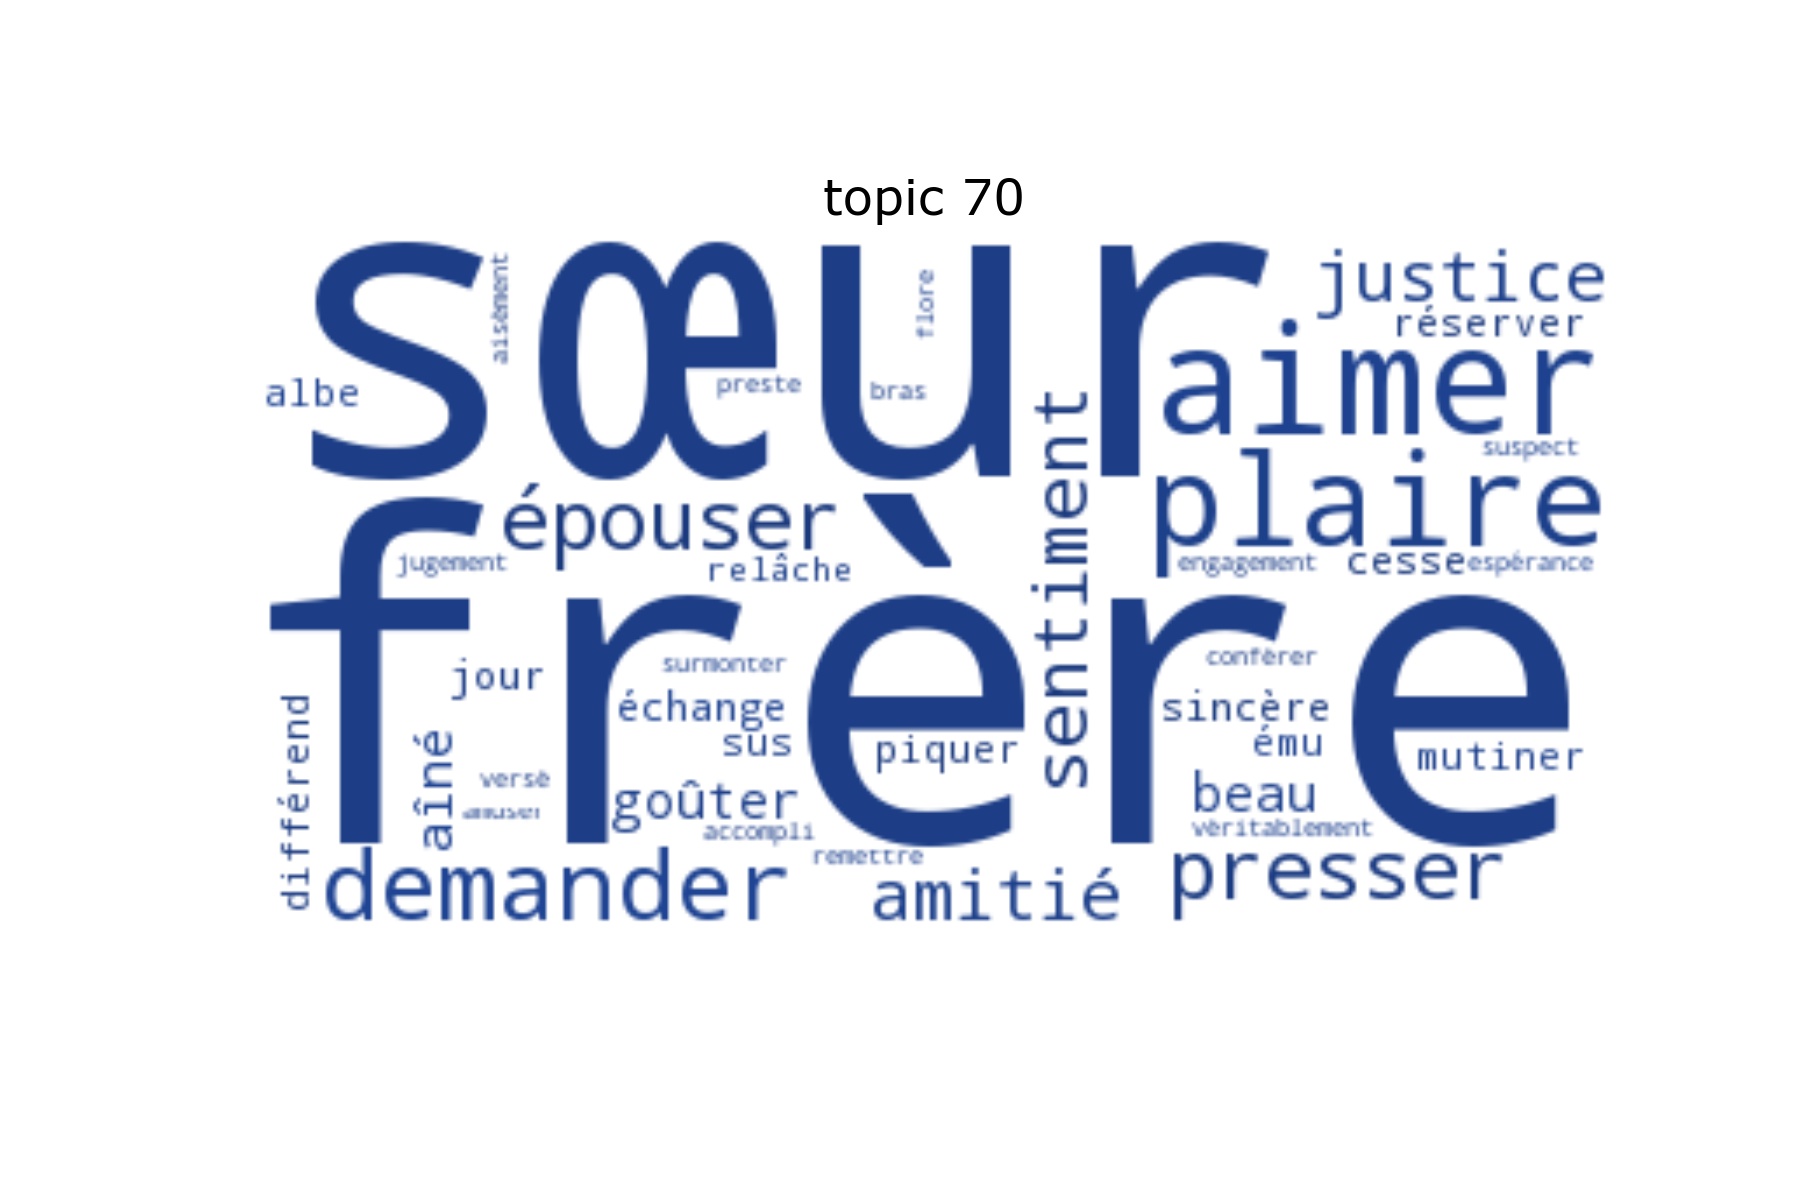 topic 70
sœur
aisément
flore
justice
réserver
aimer
albe
preste
bras
suspect
sentiment
plaire
épouser
jugement
relâche
engagement
cesse
espérance
frère
jour
surmonter
conférer
différend
échange
sincère
sus
piquer
ému
mutiner
aîné
versé
amuser
goûter
beau
accompli
véritablement
remettre
demander
amitié
presser